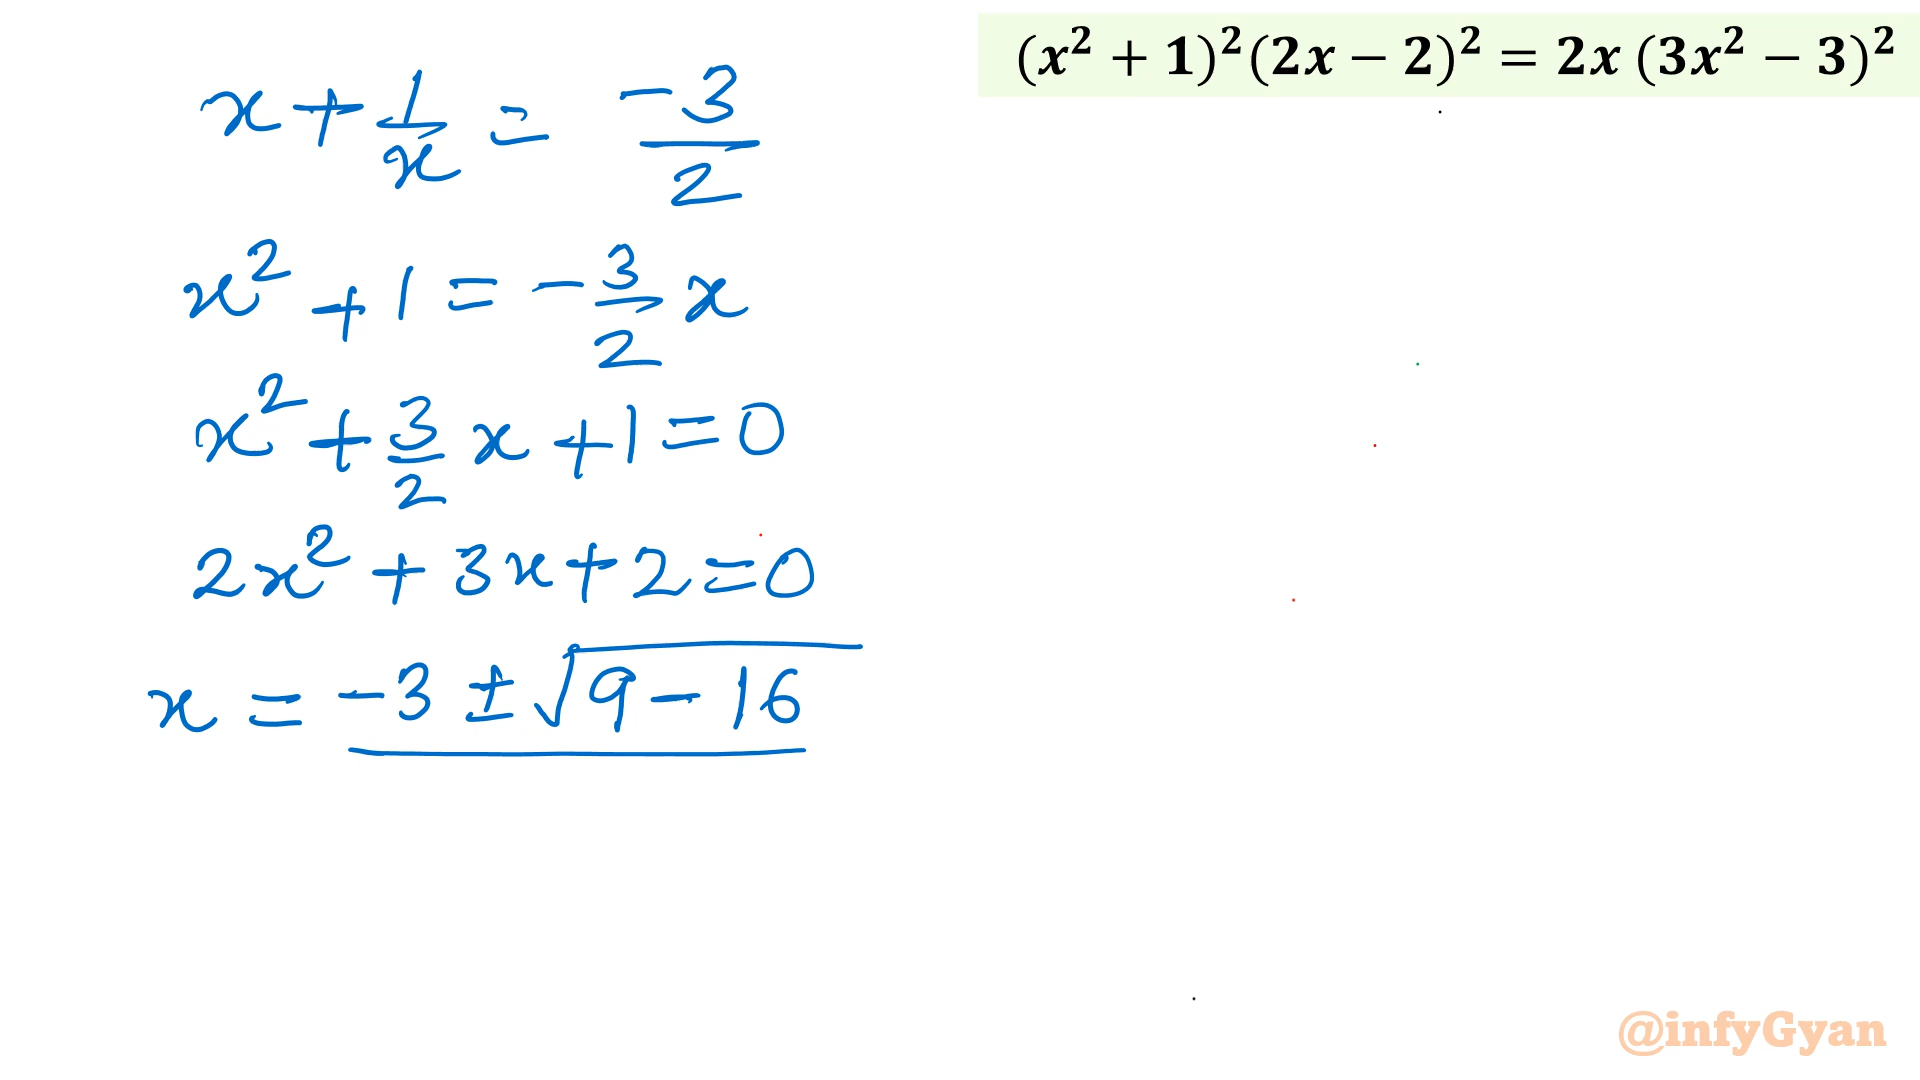 (x² + 1)²(2x − 2)² = 2x (3x² − 3)²
x + 1/x = -3/2
x² + 1 = -3/2 x
x² + 3/2 x + 1 = 0
2x² + 3x + 2 = 0
x = -3 ± √(9 - 16)
@infyGyan